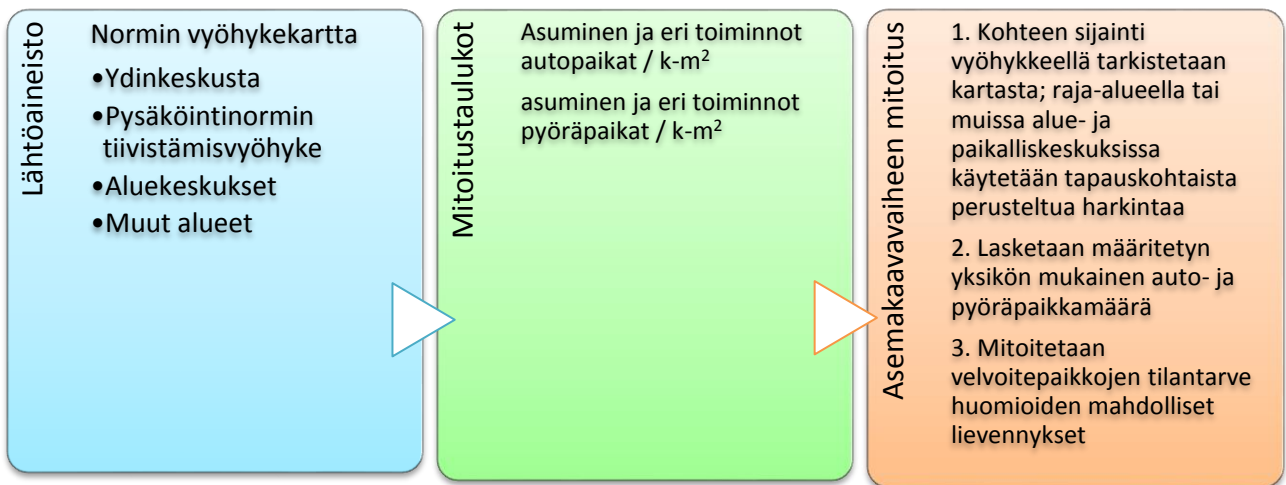 Lähtöaineisto
Normin vyöhykekartta
•Ydinkeskusta
•Pysäköintinormin
tiivistämisvyöhyke
•Aluekeskukset
•Muut alueet
Mitoitustaulukot
Asuminen ja eri toiminnot
autopaikat / k-m²
asuminen ja eri toiminnot
pyöräpaikat / k-m²
Asemakaavavaiheen mitoitus
1. Kohteen sijainti
vyöhykkeellä tarkistetaan
kartasta; raja-alueella tai
muissa alue- ja
paikalliskeskuksissa
käytetään tapauskohtaista
perusteltua harkintaa
2. Lasketaan määritetyn
yksikön mukainen auto- ja
pyöräpaikkamäärä
3. Mitoitetaan
velvoitepaikkojen tilantarve
huomioiden mahdolliset
lievennykset